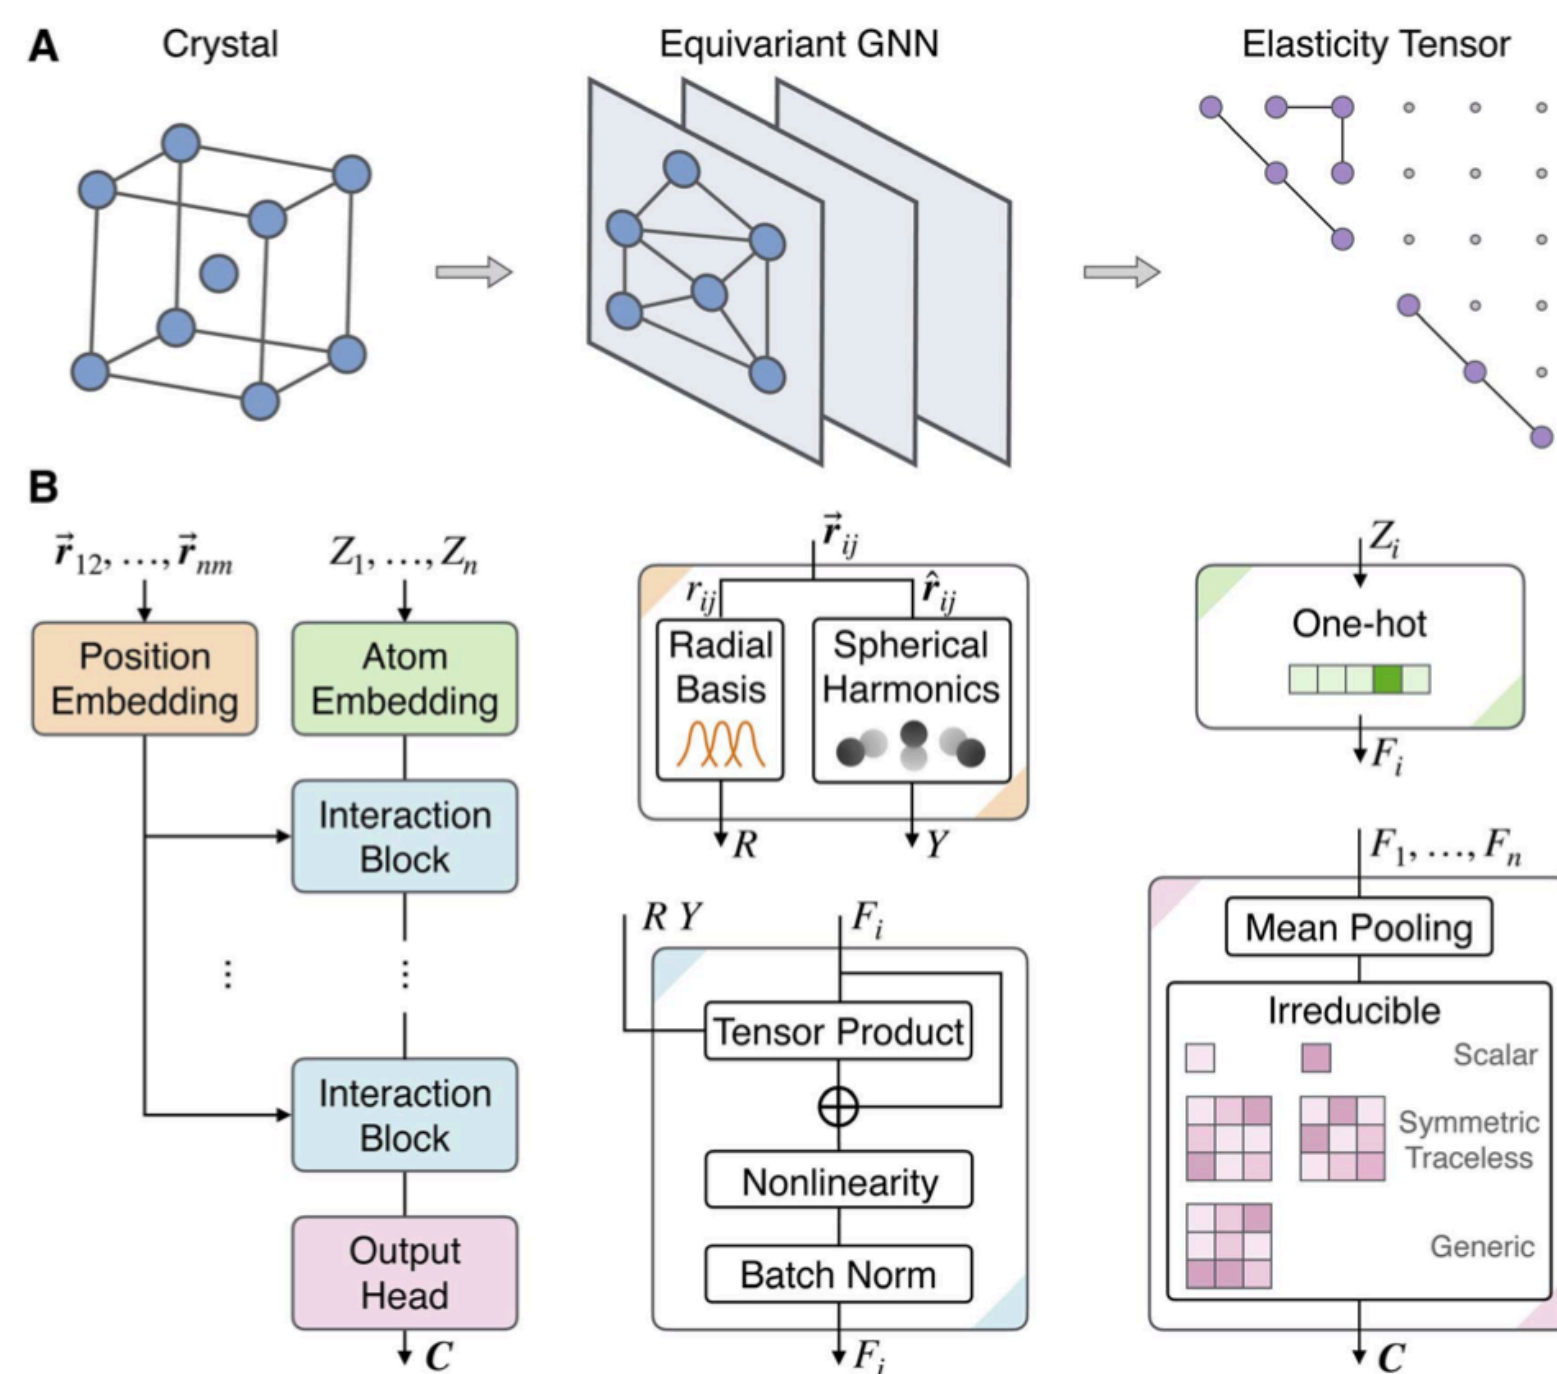 A
Crystal
Equivariant GNN
Elasticity Tensor
B
r⃗₁₂, …, r⃗ₙₘ
Z₁, …, Zₙ
Position
Embedding
Atom
Embedding
Interaction
Block
⋮
⋮
Interaction
Block
Output
Head
C
r⃗ᵢⱼ
rᵢⱼ
r̂ᵢⱼ
Radial
Basis
Spherical
Harmonics
R
Y
R Y
Fᵢ
Tensor Product
Nonlinearity
Batch Norm
Fᵢ
Zᵢ
One-hot
Fᵢ
F₁, …, Fₙ
Mean Pooling
Irreducible
Scalar
Symmetric
Traceless
Generic
C